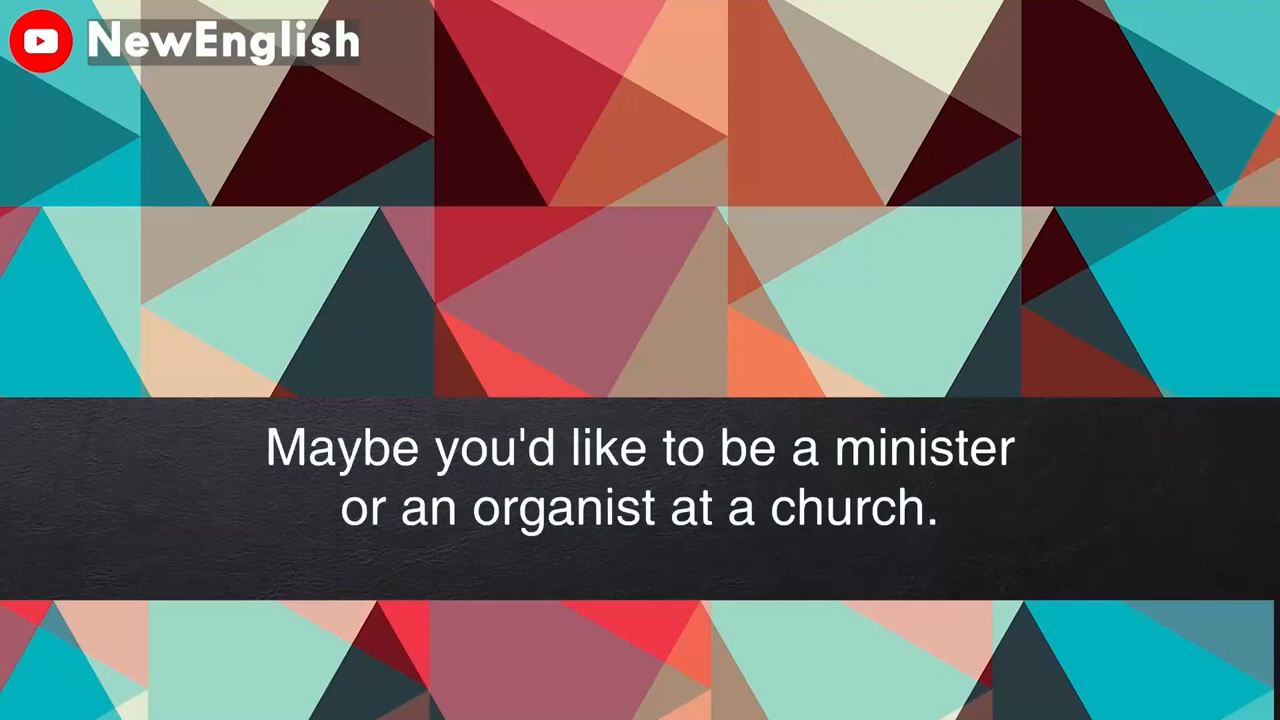 NewEnglish
Maybe you'd like to be a minister
or an organist at a church.